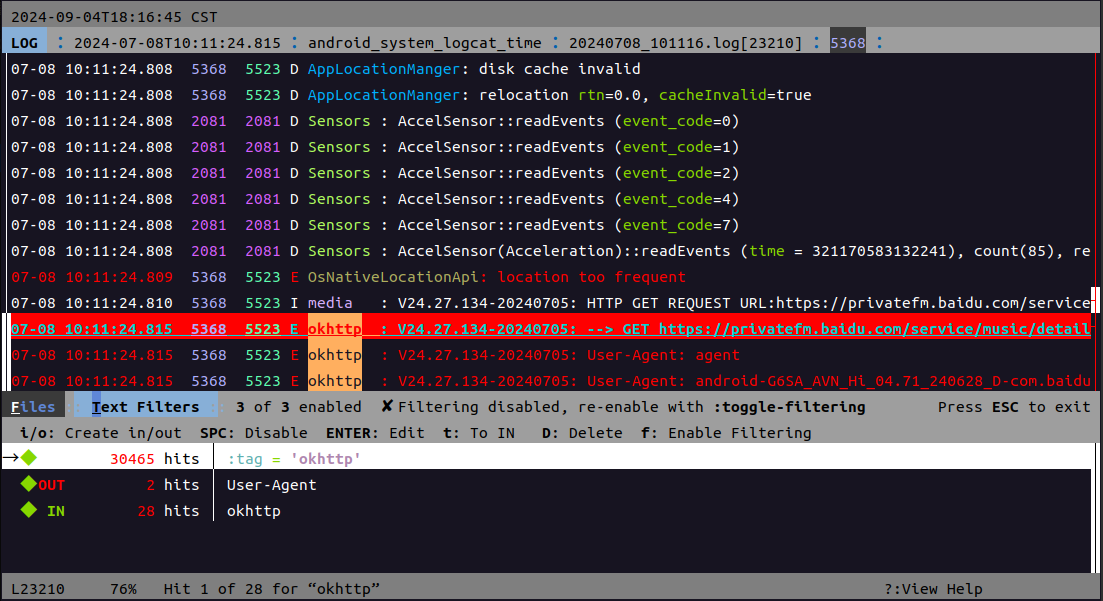 2024-09-04T18:16:45 CST
LOG : 2024-07-08T10:11:24.815 : android_system_logcat_time : 20240708_101116.log[23210] : 5368 :
07-08 10:11:24.808 5368 5523 D AppLocationManger: disk cache invalid
07-08 10:11:24.808 5368 5523 D AppLocationManger: relocation rtn=0.0, cacheInvalid=true
07-08 10:11:24.808 2081 2081 D Sensors : AccelSensor::readEvents (event_code=0)
07-08 10:11:24.808 2081 2081 D Sensors : AccelSensor::readEvents (event_code=1)
07-08 10:11:24.808 2081 2081 D Sensors : AccelSensor::readEvents (event_code=2)
07-08 10:11:24.808 2081 2081 D Sensors : AccelSensor::readEvents (event_code=4)
07-08 10:11:24.808 2081 2081 D Sensors : AccelSensor::readEvents (event_code=7)
07-08 10:11:24.808 2081 2081 D Sensors : AccelSensor(Acceleration)::readEvents (time = 321170583132241), count(85), re
07-08 10:11:24.809 5368 5523 E OsNativeLocationApi: location too frequent
07-08 10:11:24.810 5368 5523 I media : V24.27.134-20240705: HTTP GET REQUEST URL:https://privatefm.baidu.com/service
07-08 10:11:24.815 5368 5523 E okhttp : V24.27.134-20240705: --> GET https://privatefm.baidu.com/service/music/detail
07-08 10:11:24.815 5368 5523 E okhttp : V24.27.134-20240705: User-Agent: agent
07-08 10:11:24.815 5368 5523 E okhttp : V24.27.134-20240705: User-Agent: android-G6SA_AVN_Hi_04.71_240628_D-com.baidu
Files :: Text Filters :: 3 of 3 enabled ✘Filtering disabled, re-enable with :toggle-filtering Press ESC to exit
i/o: Create in/out SPC: Disable ENTER: Edit t: To IN D: Delete f: Enable Filtering
→◆ 30465 hits │ :tag = 'okhttp'
◆OUT 2 hits │ User-Agent
◆ IN 28 hits │ okhttp
L23210 76% Hit 1 of 28 for “okhttp” ?:View Help